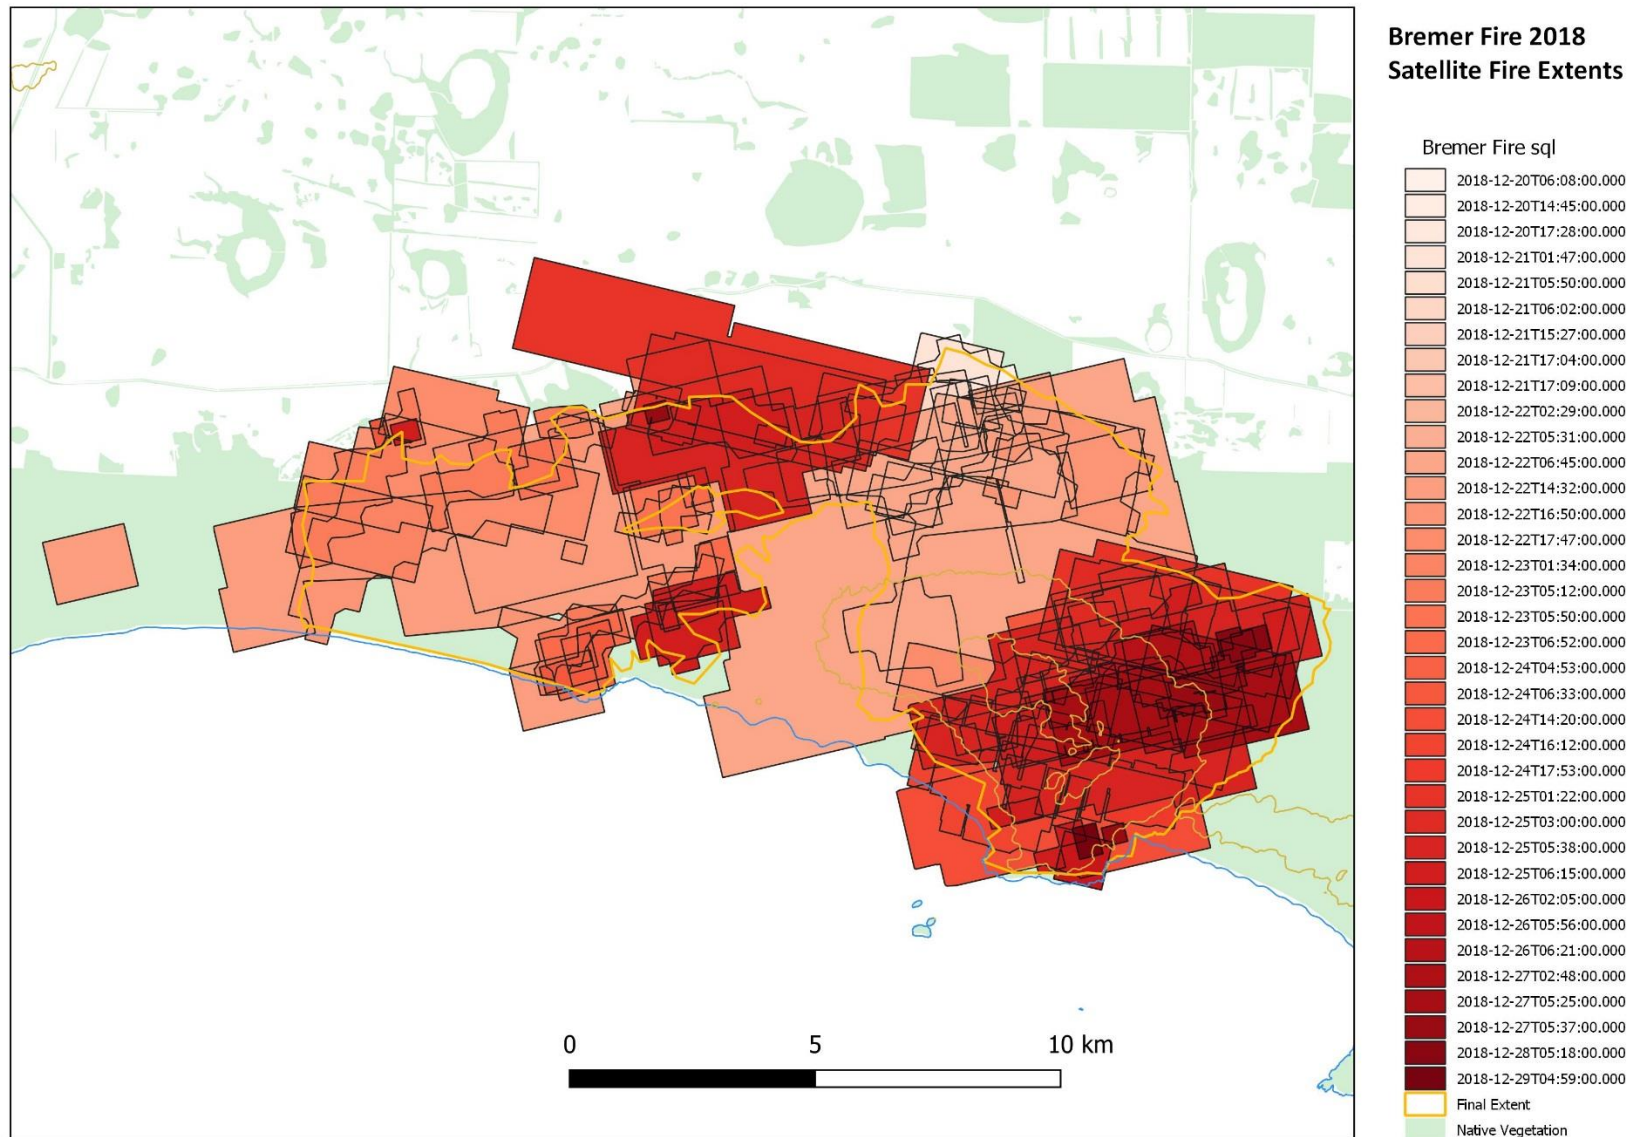 Bremer Fire 2018
Satellite Fire Extents
Bremer Fire sql
2018-12-20T06:08:00.000
2018-12-20T14:45:00.000
2018-12-20T17:28:00.000
2018-12-21T01:47:00.000
2018-12-21T05:50:00.000
2018-12-21T06:02:00.000
2018-12-21T15:27:00.000
2018-12-21T17:04:00.000
2018-12-21T17:09:00.000
2018-12-22T02:29:00.000
2018-12-22T05:31:00.000
2018-12-22T06:45:00.000
2018-12-22T14:32:00.000
2018-12-22T16:50:00.000
2018-12-22T17:47:00.000
2018-12-23T01:34:00.000
2018-12-23T05:12:00.000
2018-12-23T05:50:00.000
2018-12-23T06:52:00.000
2018-12-24T04:53:00.000
2018-12-24T06:33:00.000
2018-12-24T14:20:00.000
2018-12-24T16:12:00.000
2018-12-24T17:53:00.000
2018-12-25T01:22:00.000
2018-12-25T03:00:00.000
2018-12-25T05:38:00.000
2018-12-25T06:15:00.000
2018-12-26T02:05:00.000
2018-12-26T05:56:00.000
2018-12-26T06:21:00.000
2018-12-27T02:48:00.000
2018-12-27T05:25:00.000
2018-12-27T05:37:00.000
2018-12-28T05:18:00.000
2018-12-29T04:59:00.000
Final Extent
Native Vegetation
0 5 10 km